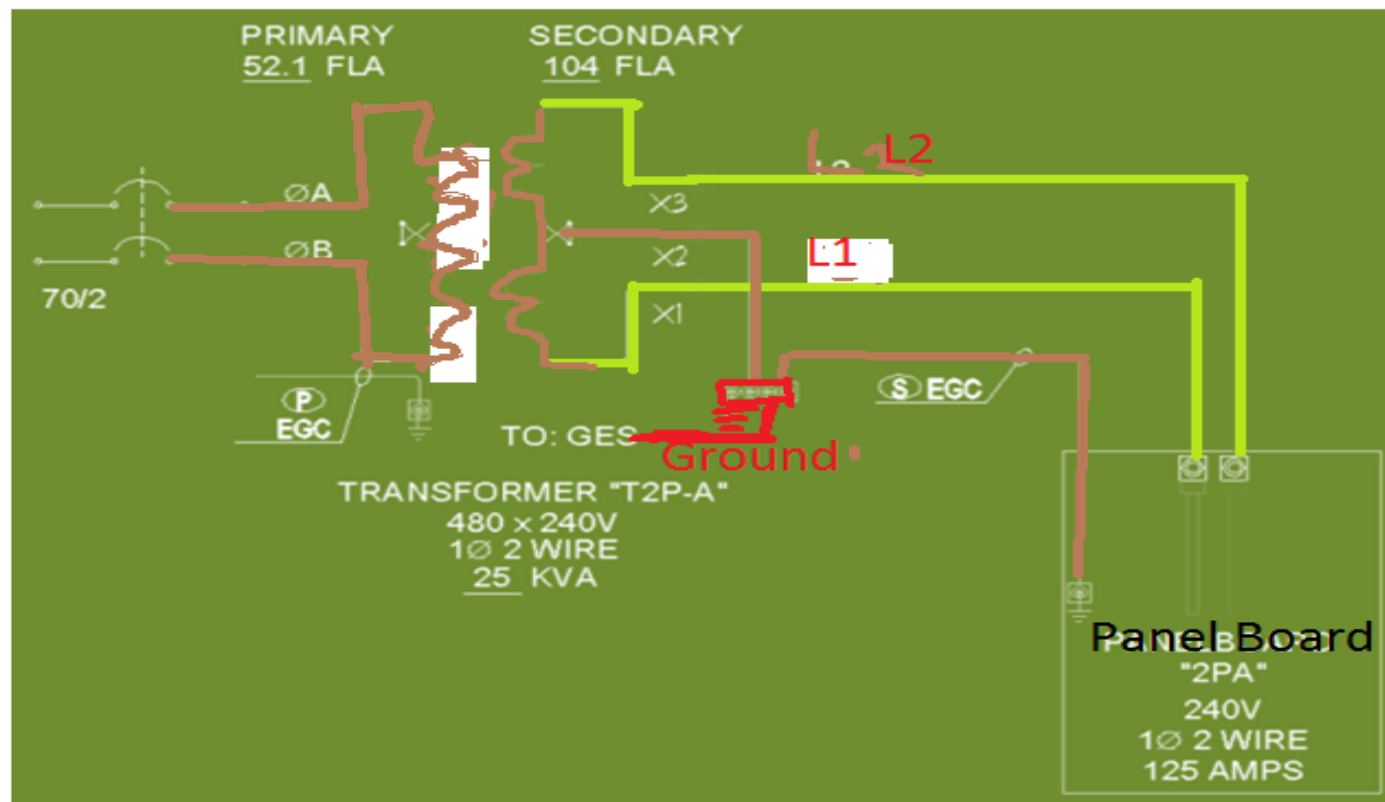 PRIMARY
52.1 FLA
SECONDARY
104 FLA
L2
ØA
X3
ØB
X2
L1
70/2
X1
P
EGC
S EGC
TO: GES
Ground
TRANSFORMER "T2P-A"
480 x 240V
1Ø 2 WIRE
25 KVA
Panel Board
"2PA"
240V
1Ø 2 WIRE
125 AMPS